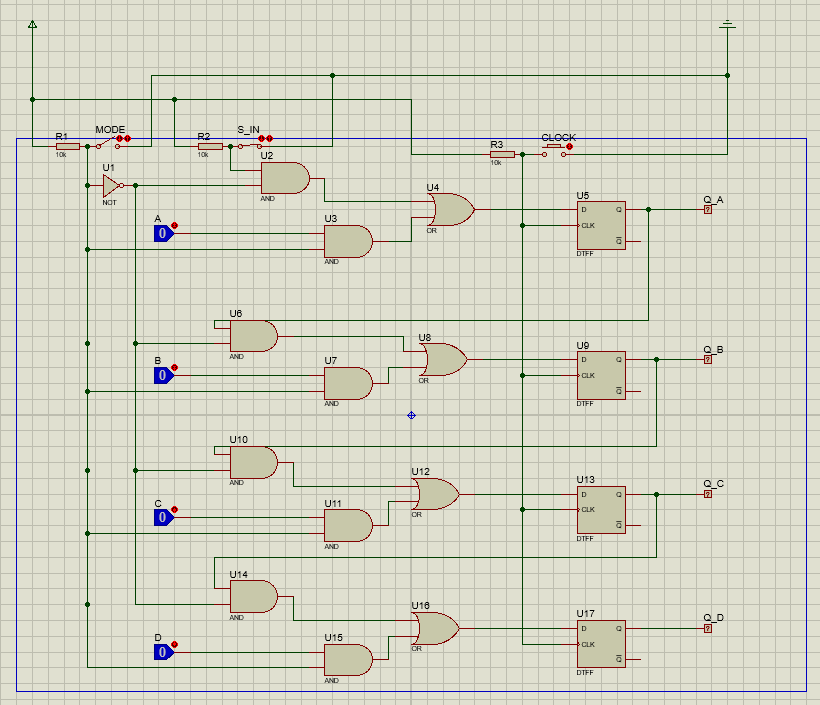 R1
10k
MODE
R2
10k
S_IN
R3
10k
CLOCK
U1
NOT
U2
AND
A
0
U3
AND
U4
OR
U5
D
Q
CLK
Q
DTFF
Q_A
?
U6
AND
B
0
U7
AND
U8
OR
U9
D
Q
CLK
Q
DTFF
Q_B
?
U10
AND
C
0
U11
AND
U12
OR
U13
D
Q
CLK
Q
DTFF
Q_C
?
U14
AND
D
0
U15
AND
U16
OR
U17
D
Q
CLK
Q
DTFF
Q_D
?